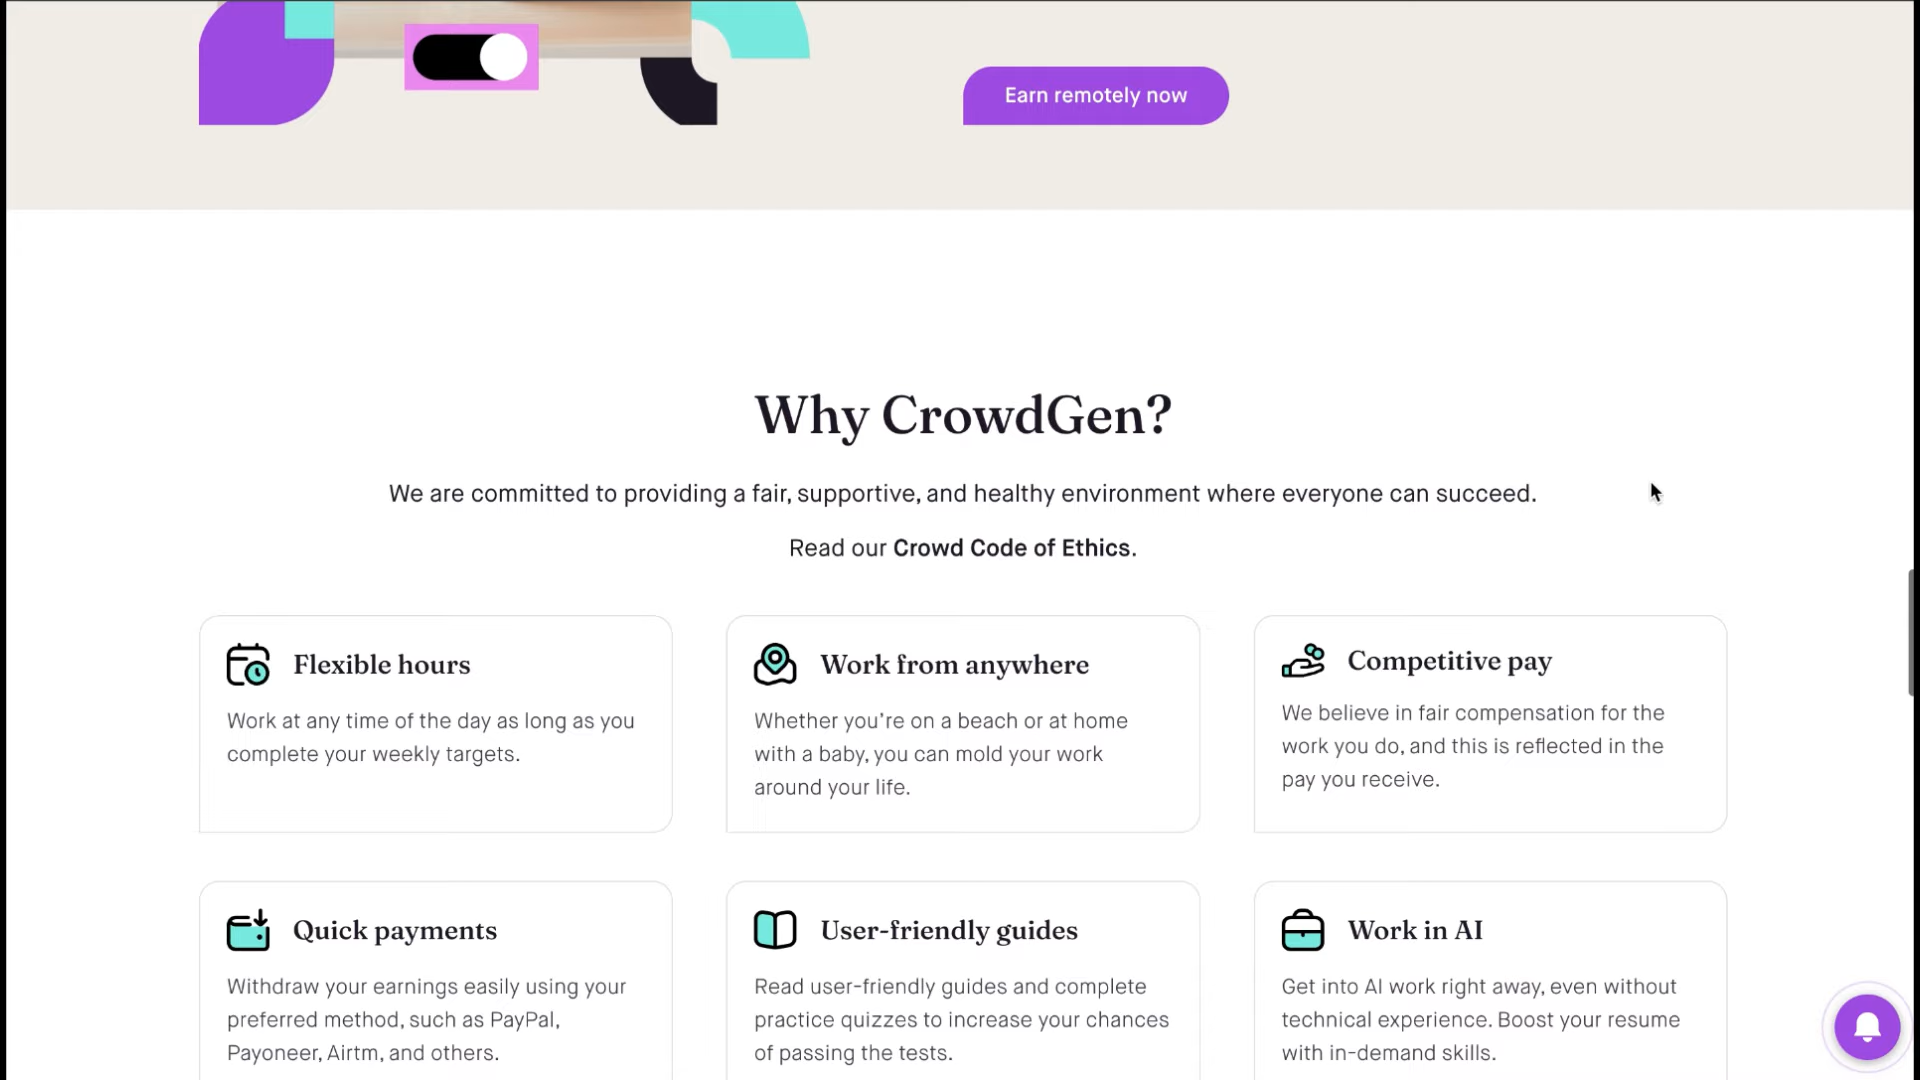 Earn remotely now
Why CrowdGen?
We are committed to providing a fair, supportive, and healthy environment where everyone can succeed.
Read our Crowd Code of Ethics.
Flexible hours
Work at any time of the day as long as you
complete your weekly targets.
Work from anywhere
Whether you’re on a beach or at home
with a baby, you can mold your work
around your life.
Competitive pay
We believe in fair compensation for the
work you do, and this is reflected in the
pay you receive.
Quick payments
Withdraw your earnings easily using your
preferred method, such as PayPal,
Payoneer, Airtm, and others.
User-friendly guides
Read user-friendly guides and complete
practice quizzes to increase your chances
of passing the tests.
Work in AI
Get into AI work right away, even without
technical experience. Boost your resume
with in-demand skills.